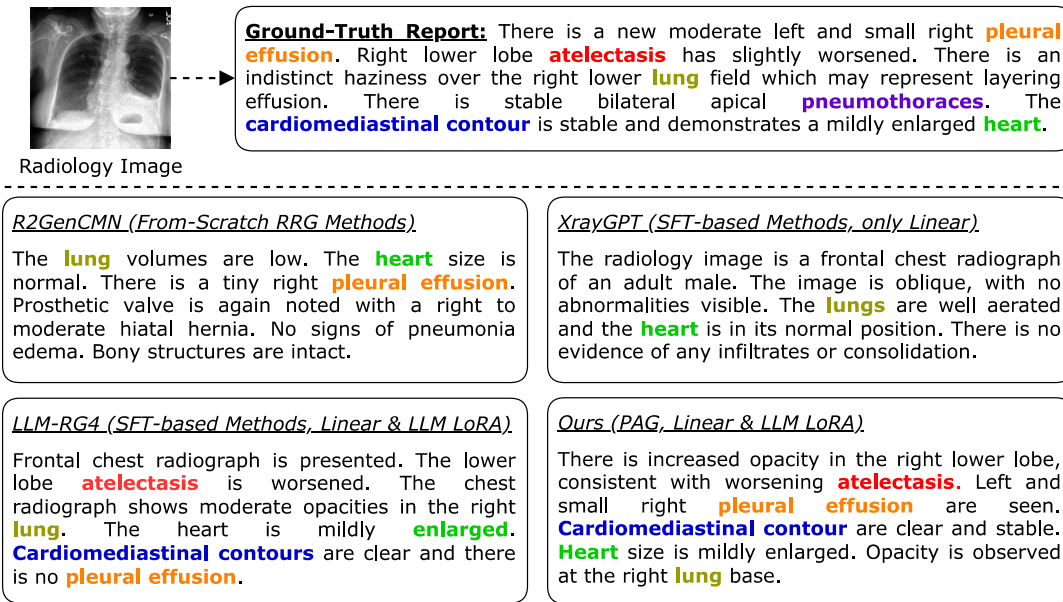 Ground-Truth Report: There is a new moderate left and small right pleural
effusion. Right lower lobe atelectasis has slightly worsened. There is an
indistinct haziness over the right lower lung field which may represent layering
effusion. There is stable bilateral apical pneumothoraces. The
cardiomediastinal contour is stable and demonstrates a mildly enlarged heart.
Radiology Image
R2GenCMN (From-Scratch RRG Methods)
The lung volumes are low. The heart size is
normal. There is a tiny right pleural effusion.
Prosthetic valve is again noted with a right to
moderate hiatal hernia. No signs of pneumonia
edema. Bony structures are intact.
XrayGPT (SFT-based Methods, only Linear)
The radiology image is a frontal chest radiograph
of an adult male. The image is oblique, with no
abnormalities visible. The lungs are well aerated
and the heart is in its normal position. There is no
evidence of any infiltrates or consolidation.
LLM-RG4 (SFT-based Methods, Linear & LLM LoRA)
Frontal chest radiograph is presented. The lower
lobe atelectasis is worsened. The chest
radiograph shows moderate opacities in the right
lung. The heart is mildly enlarged.
Cardiomediastinal contours are clear and there
is no pleural effusion.
Ours (PAG, Linear & LLM LoRA)
There is increased opacity in the right lower lobe,
consistent with worsening atelectasis. Left and
small right pleural effusion are seen.
Cardiomediastinal contour are clear and stable.
Heart size is mildly enlarged. Opacity is observed
at the right lung base.